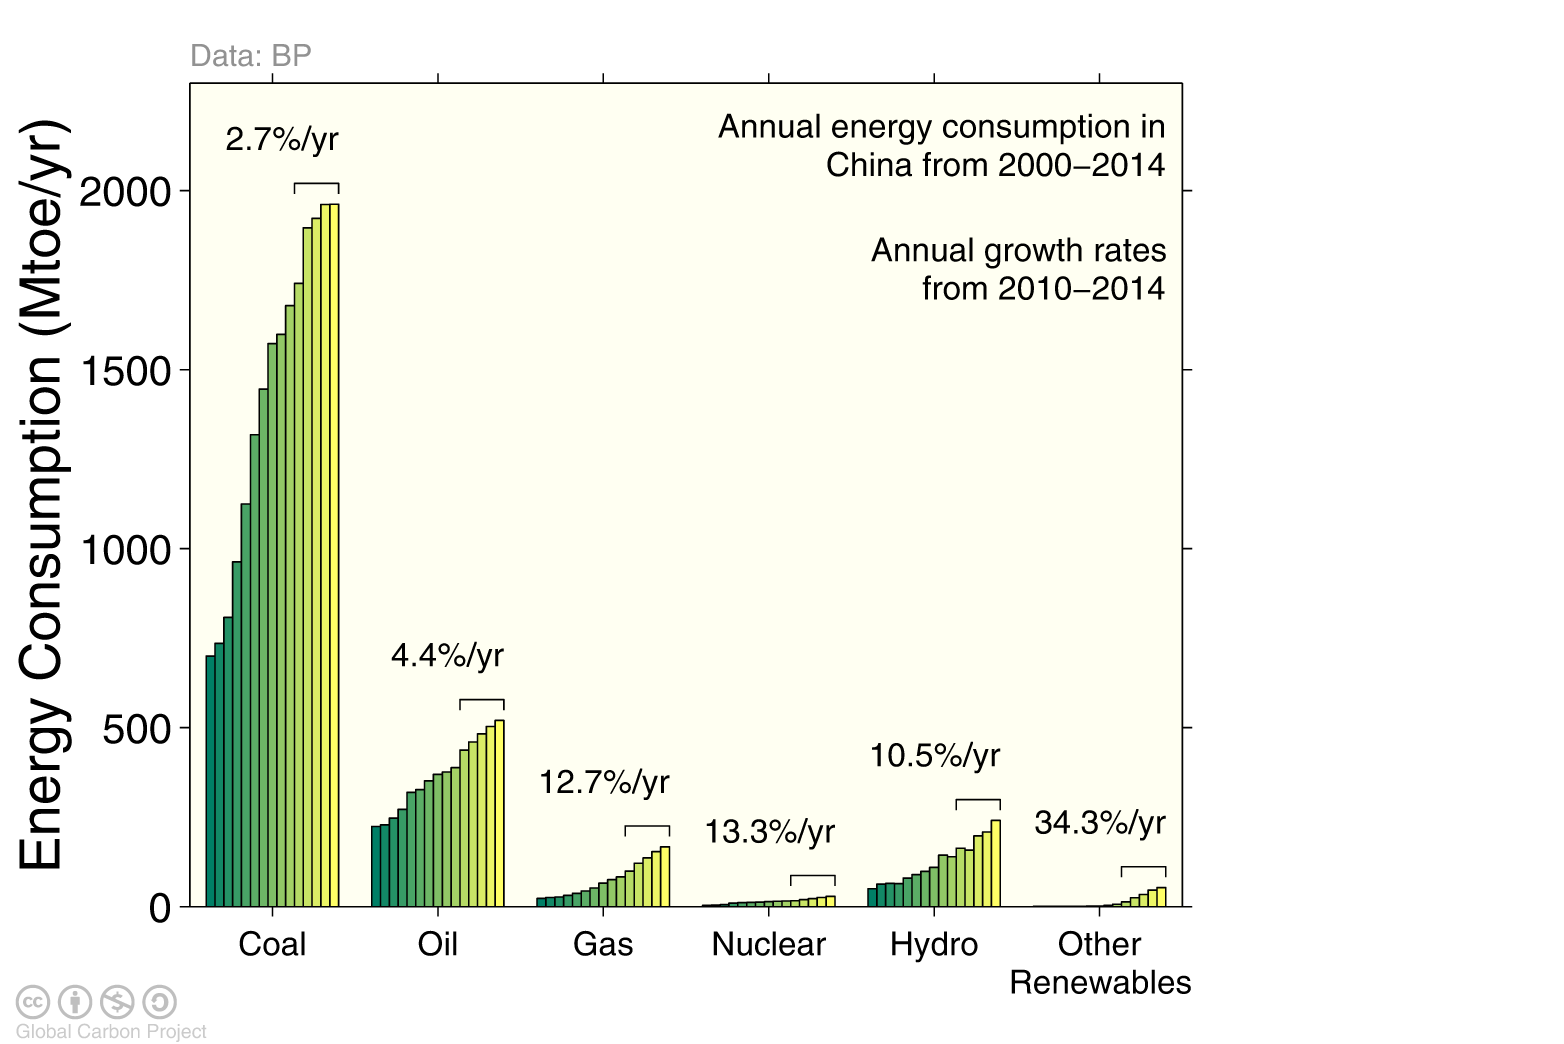 Data: BP
Annual energy consumption in
China from 2000–2014
Annual growth rates
from 2010–2014
Energy Consumption (Mtoe/yr)
2000
1500
1000
500
0
2.7%/yr
4.4%/yr
12.7%/yr
13.3%/yr
10.5%/yr
34.3%/yr
Coal
Oil
Gas
Nuclear
Hydro
Other
Renewables
cc
Global Carbon Project